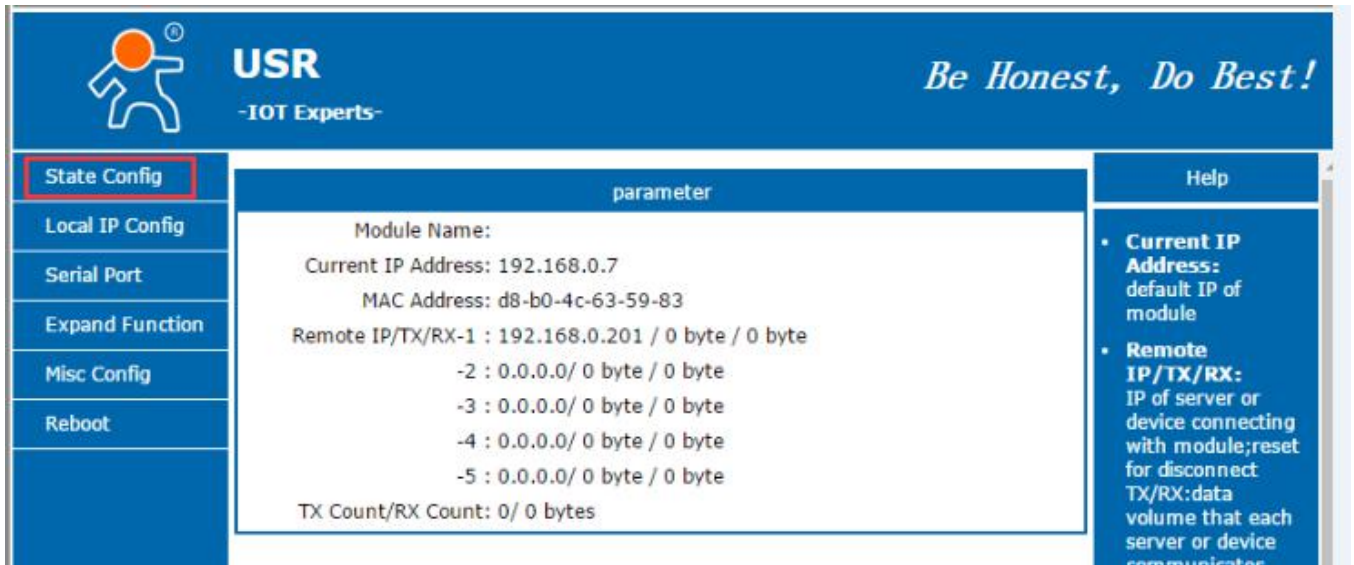 ®
USR
-IOT Experts-
Be Honest, Do Best!
State Config
Local IP Config
Serial Port
Expand Function
Misc Config
Reboot
parameter
Module Name:
Current IP Address: 192.168.0.7
MAC Address: d8-b0-4c-63-59-83
Remote IP/TX/RX-1 : 192.168.0.201 / 0 byte / 0 byte
-2 : 0.0.0.0/ 0 byte / 0 byte
-3 : 0.0.0.0/ 0 byte / 0 byte
-4 : 0.0.0.0/ 0 byte / 0 byte
-5 : 0.0.0.0/ 0 byte / 0 byte
TX Count/RX Count: 0/ 0 bytes
Help
• Current IP
Address:
default IP of
module
• Remote
IP/TX/RX:
IP of server or
device connecting
with module;reset
for disconnect
TX/RX:data
volume that each
server or device